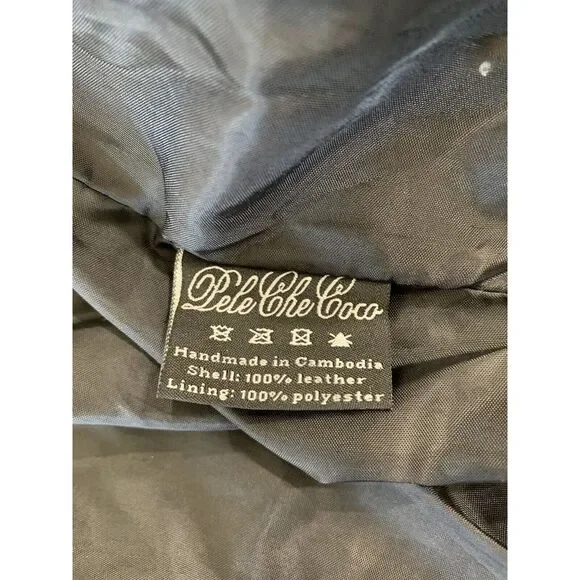 Pele Che Coco
Handmade in Cambodia
Shell: 100% leather
Lining: 100% polyester